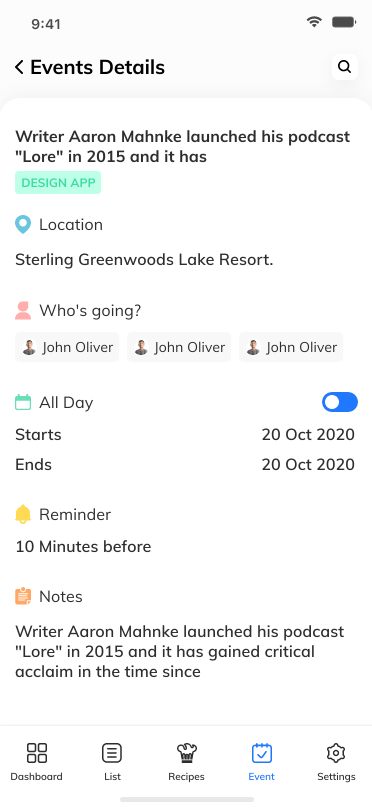 9:41
Events Details
Writer Aaron Mahnke launched his podcast
"Lore" in 2015 and it has
DESIGN APP
Location
Sterling Greenwoods Lake Resort.
Who's going?
John Oliver John Oliver John Oliver
All Day
Starts 20 Oct 2020
Ends 20 Oct 2020
Reminder
10 Minutes before
Notes
Writer Aaron Mahnke launched his podcast
"Lore" in 2015 and it has gained critical
acclaim in the time since
Dashboard List Recipes Event Settings